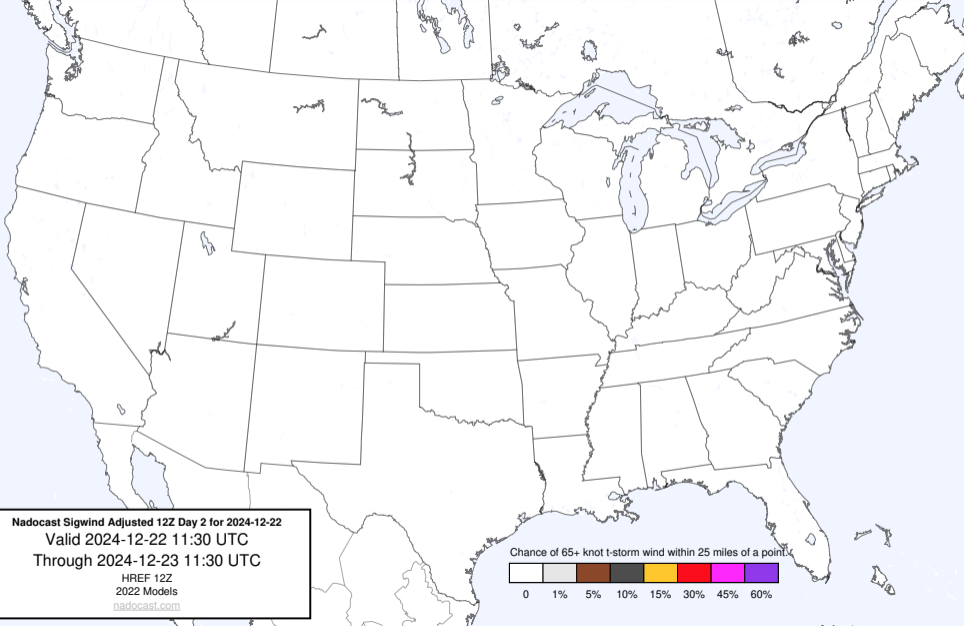 Nadocast Sigwind Adjusted 12Z Day 2 for 2024-12-22
Valid 2024-12-22 11:30 UTC
Through 2024-12-23 11:30 UTC
HREF 12Z
2022 Models
nadocast.com
Chance of 65+ knot t-storm wind within 25 miles of a point.
0 1% 5% 10% 15% 30% 45% 60%